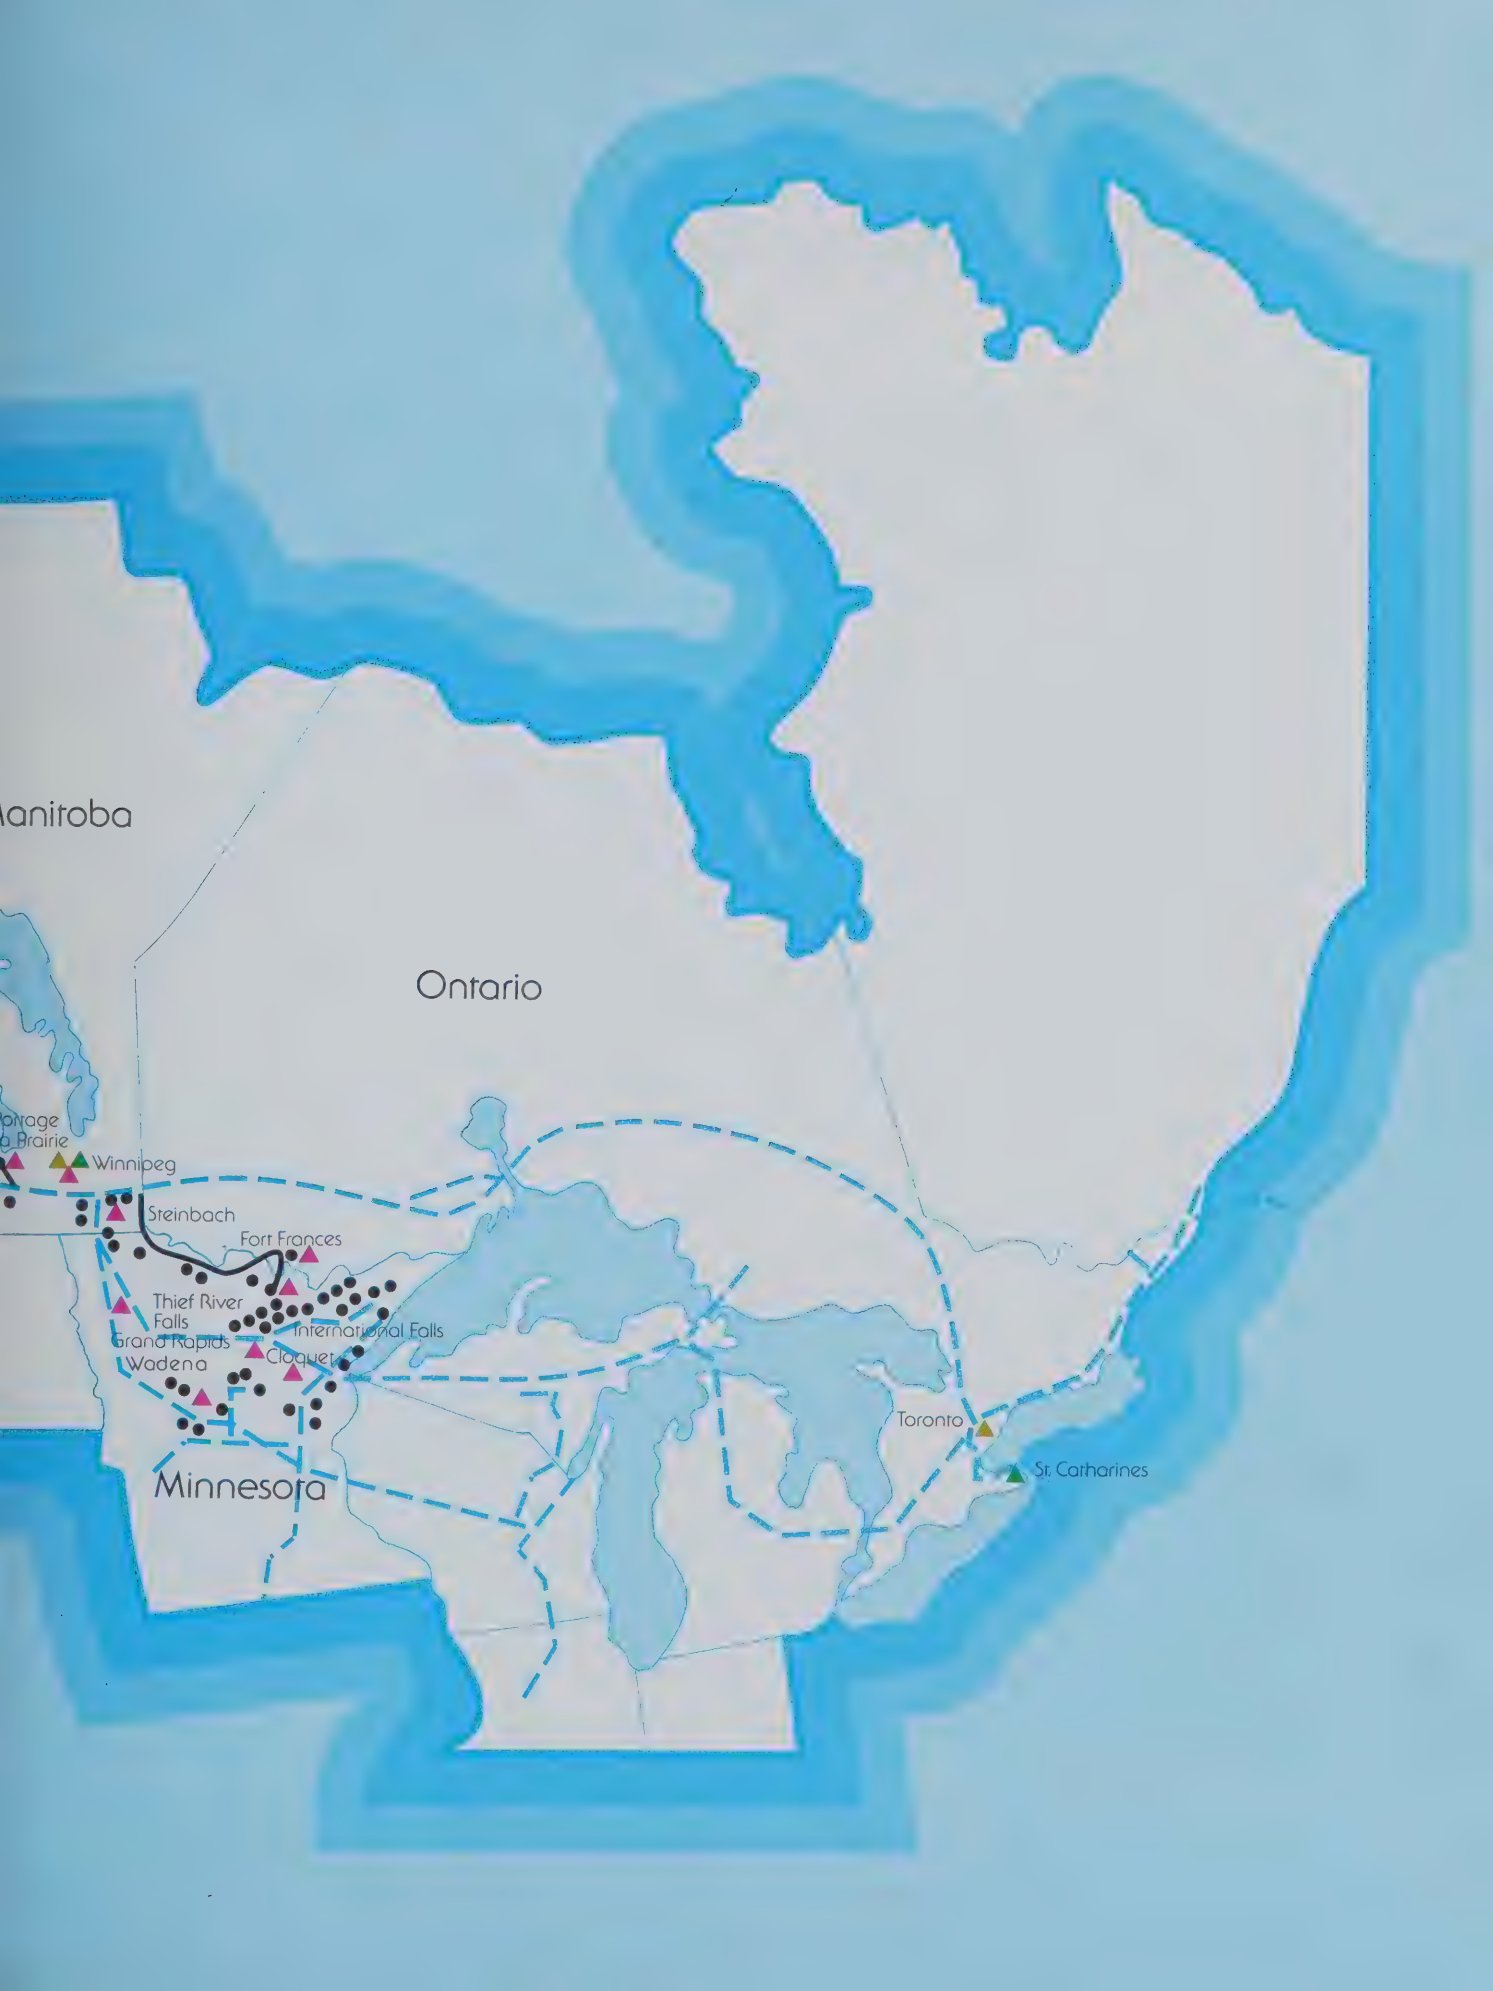 anitoba
Ontario
Portage
a Prairie
Winnipeg
Steinbach
Fort Frances
Thief River
Falls
International Falls
Grand Rapids
Cloquet
Wadena
Toronto
St. Catharines
Minnesota